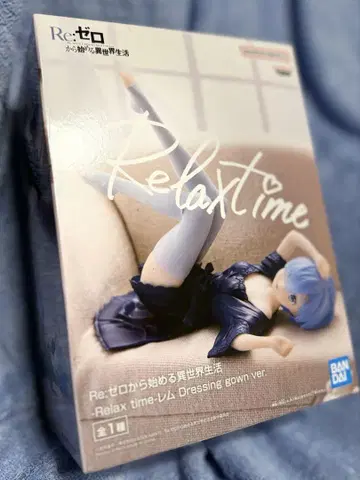 Re:ゼロ
から始める異世界生活
Relax time
BAN
DAI
Re:ゼロから始める異世界生活
-Relax time-レム Dressing gown ver.
全1種